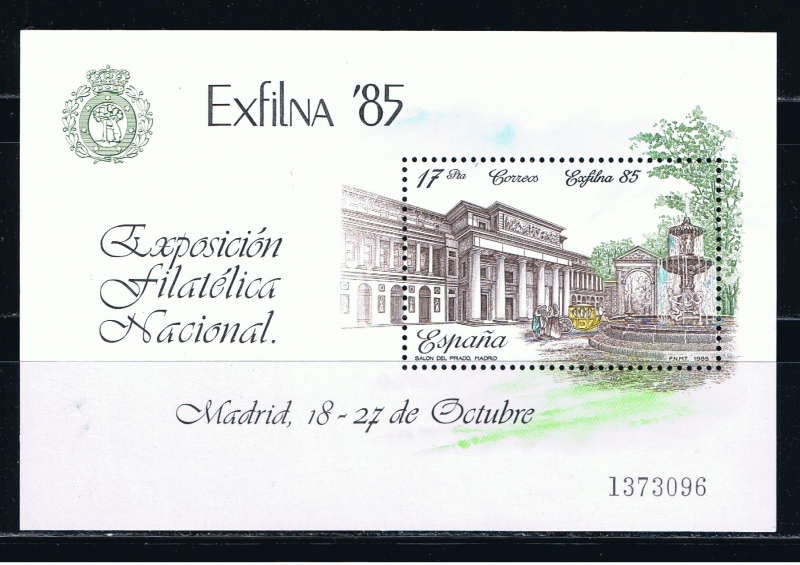 Exfilna '85
17 Pta Correos Exfilna 85
Exposición
Filatélica
Nacional.
España
SALON DEL PRADO. MADRID
F.N.M.T. 1985
Madrid, 18-27 de Octubre
1373096